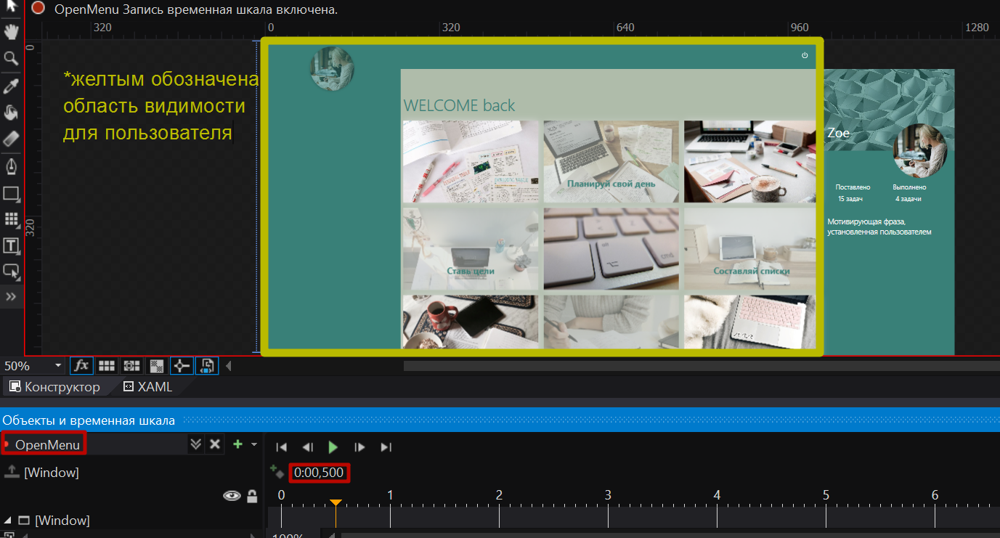 OpenMenu Запись временная шкала включена.
320 0 320 640 960 1280
0
*желтым обозначена
область видимости
для пользователя
WELCOME back
Планируй свой день
Ставь цели
Составляй списки
Zoe
Поставлено Выполнено
15 задач 4 задачи
Мотивирующая фраза,
установленная пользователем
320
50% fx
Конструктор XAML
Объекты и временная шкала
OpenMenu
[Window] 0:00,500
0 1 2 3 4 5 6
[Window]
100%